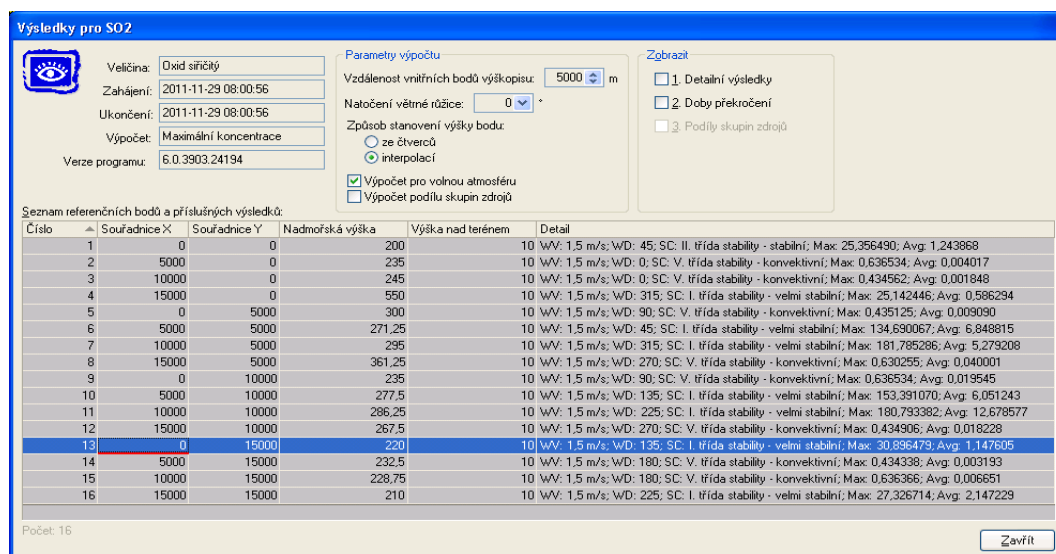 Výsledky pro SO2
Veličina: Oxid siřičitý
Zahájení: 2011-11-29 08:00:56
Ukončení: 2011-11-29 08:00:56
Výpočet: Maximální koncentrace
Verze programu: 6.0.3903.24194
Parametry výpočtu
Vzdálenost vnitřních bodů výškopisu: 5000 m
Natočení větrné růžice: 0 °
Způsob stanovení výšky bodu:
ze čtverců
interpolací
Výpočet pro volnou atmosféru
Výpočet podílu skupin zdrojů
Zobrazit
1. Detailní výsledky
2. Doby překročení
3. Podíly skupin zdrojů
Seznam referenčních bodů a příslušných výsledků:
Číslo Souřadnice X Souřadnice Y Nadmořská výška Výška nad terénem Detail
1 0 0 200 10 WV: 1,5 m/s; WD: 45; SC: II. třída stability - stabilní; Max: 25,356490; Avg: 1,243868
2 5000 0 235 10 WV: 1,5 m/s; WD: 0; SC: V. třída stability - konvektivní; Max: 0,636534; Avg: 0,004017
3 10000 0 245 10 WV: 1,5 m/s; WD: 0; SC: V. třída stability - konvektivní; Max: 0,434562; Avg: 0,001848
4 15000 0 550 10 WV: 1,5 m/s; WD: 315; SC: I. třída stability - velmi stabilní; Max: 25,142446; Avg: 0,586294
5 0 5000 300 10 WV: 1,5 m/s; WD: 90; SC: V. třída stability - konvektivní; Max: 0,435125; Avg: 0,009090
6 5000 5000 271,25 10 WV: 1,5 m/s; WD: 45; SC: I. třída stability - velmi stabilní; Max: 134,690067; Avg: 6,848815
7 10000 5000 295 10 WV: 1,5 m/s; WD: 315; SC: I. třída stability - velmi stabilní; Max: 181,785286; Avg: 5,279208
8 15000 5000 361,25 10 WV: 1,5 m/s; WD: 270; SC: V. třída stability - konvektivní; Max: 0,630255; Avg: 0,040001
9 0 10000 235 10 WV: 1,5 m/s; WD: 90; SC: V. třída stability - konvektivní; Max: 0,636534; Avg: 0,019545
10 5000 10000 277,5 10 WV: 1,5 m/s; WD: 135; SC: I. třída stability - velmi stabilní; Max: 153,391070; Avg: 6,051243
11 10000 10000 286,25 10 WV: 1,5 m/s; WD: 225; SC: I. třída stability - velmi stabilní; Max: 180,793382; Avg: 12,678577
12 15000 10000 267,5 10 WV: 1,5 m/s; WD: 270; SC: V. třída stability - konvektivní; Max: 0,434906; Avg: 0,018228
13 0 15000 220 10 WV: 1,5 m/s; WD: 135; SC: I. třída stability - velmi stabilní; Max: 30,896479; Avg: 1,147605
14 5000 15000 232,5 10 WV: 1,5 m/s; WD: 180; SC: V. třída stability - konvektivní; Max: 0,434338; Avg: 0,003193
15 10000 15000 228,75 10 WV: 1,5 m/s; WD: 180; SC: V. třída stability - konvektivní; Max: 0,636366; Avg: 0,006651
16 15000 15000 210 10 WV: 1,5 m/s; WD: 225; SC: I. třída stability - velmi stabilní; Max: 27,326714; Avg: 2,147229
Počet: 16
Zavřít